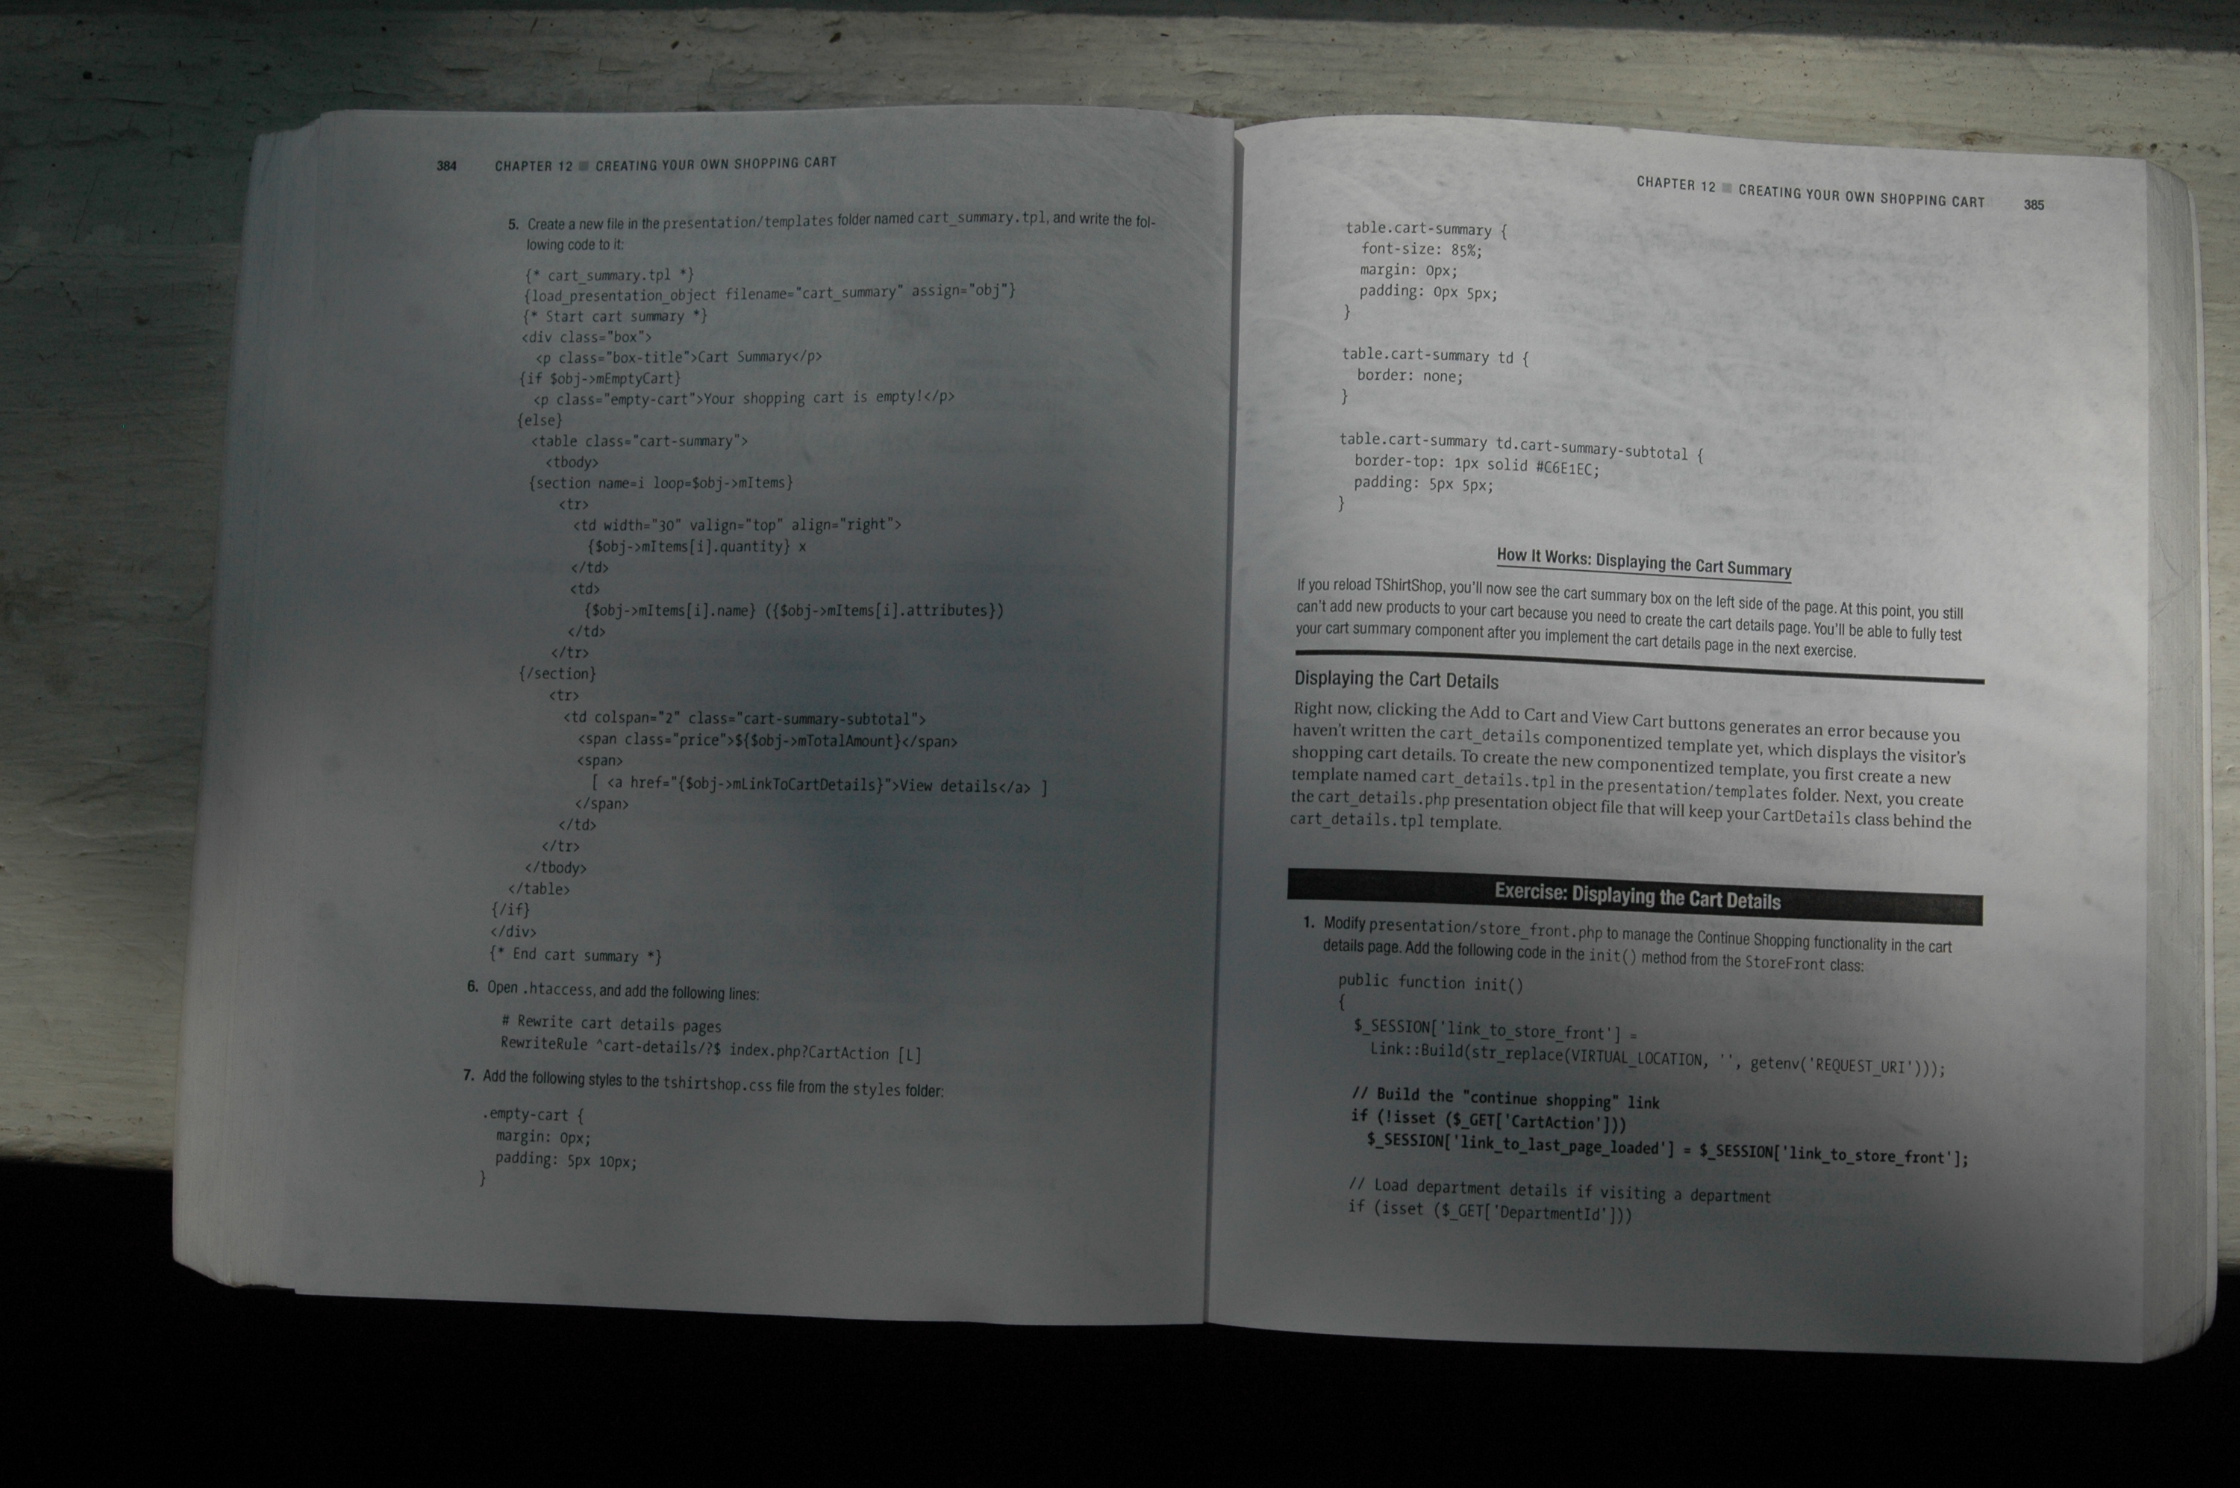 384 CHAPTER 12 ■ CREATING YOUR OWN SHOPPING CART
5. Create a new file in the presentation/templates folder named cart_summary.tpl, and write the fol-
lowing code to it:
{* cart_summary.tpl *}
{load_presentation_object filename="cart_summary" assign="obj"}
{* Start cart summary *}
<div class="box">
<p class="box-title">Cart Summary</p>
{if $obj->mEmptyCart}
<p class="empty-cart">Your shopping cart is empty!</p>
{else}
<table class="cart-summary">
<tbody>
{section name=i loop=$obj->mItems}
<tr>
<td width="30" valign="top" align="right">
{$obj->mItems[i].quantity} x
</td>
<td>
{$obj->mItems[i].name} ({$obj->mItems[i].attributes})
</td>
</tr>
{/section}
<tr>
<td colspan="2" class="cart-summary-subtotal">
<span class="price">${$obj->mTotalAmount}</span>
<span>
[ <a href="{$obj->mLinkToCartDetails}">View details</a> ]
</span>
</td>
</tr>
</tbody>
</table>
{/if}
</div>
{* End cart summary *}
6. Open .htaccess, and add the following lines:
# Rewrite cart details pages
RewriteRule ^cart-details/?$ index.php?CartAction [L]
7. Add the following styles to the tshirtshop.css file from the styles folder:
.empty-cart {
margin: 0px;
padding: 5px 10px;
}
CHAPTER 12 ■ CREATING YOUR OWN SHOPPING CART 385
table.cart-summary {
font-size: 85%;
margin: 0px;
padding: 0px 5px;
}
table.cart-summary td {
border: none;
}
table.cart-summary td.cart-summary-subtotal {
border-top: 1px solid #C6E1EC;
padding: 5px 5px;
}
How It Works: Displaying the Cart Summary
If you reload TShirtShop, you'll now see the cart summary box on the left side of the page. At this point, you still
can't add new products to your cart because you need to create the cart details page. You'll be able to fully test
your cart summary component after you implement the cart details page in the next exercise.
Displaying the Cart Details
Right now, clicking the Add to Cart and View Cart buttons generates an error because you
haven't written the cart_details componentized template yet, which displays the visitor's
shopping cart details. To create the new componentized template, you first create a new
template named cart_details.tpl in the presentation/templates folder. Next, you create
the cart_details.php presentation object file that will keep your CartDetails class behind the
cart_details.tpl template.
Exercise: Displaying the Cart Details
1. Modify presentation/store_front.php to manage the Continue Shopping functionality in the cart
details page. Add the following code in the init() method from the StoreFront class:
public function init()
{
$_SESSION['link_to_store_front'] =
Link::Build(str_replace(VIRTUAL_LOCATION, '', getenv('REQUEST_URI')));
// Build the "continue shopping" link
if (!isset ($_GET['CartAction']))
$_SESSION['link_to_last_page_loaded'] = $_SESSION['link_to_store_front'];
// Load department details if visiting a department
if (isset ($_GET['DepartmentId']))